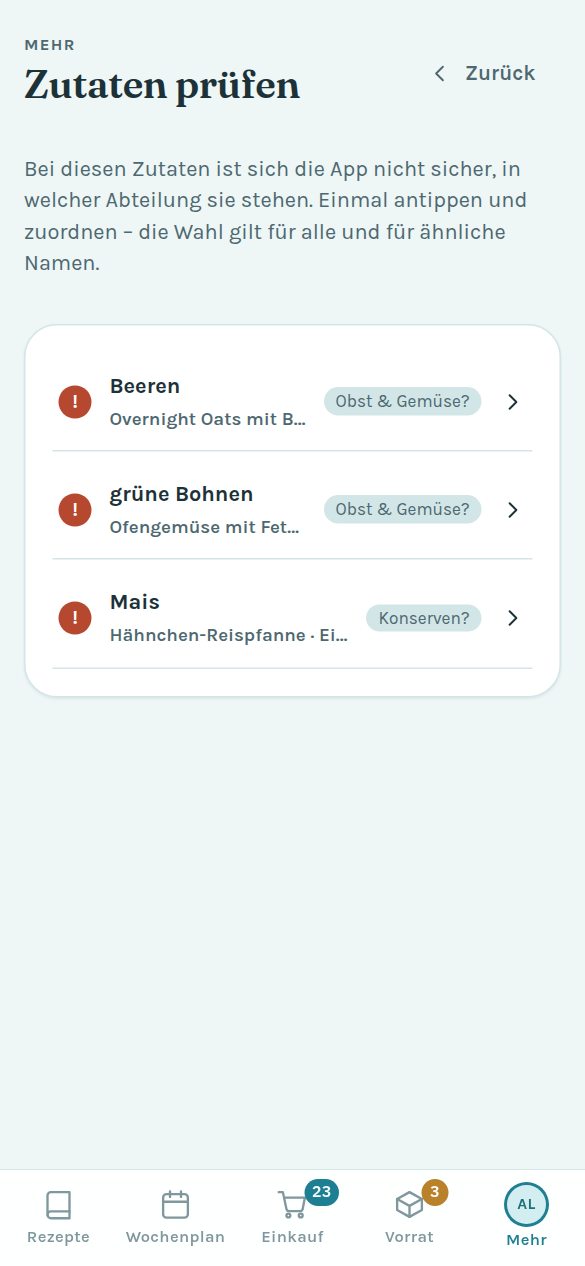 MEHR
Zutaten prüfen
Zurück
Bei diesen Zutaten ist sich die App nicht sicher, in
welcher Abteilung sie stehen. Einmal antippen und
zuordnen – die Wahl gilt für alle und für ähnliche
Namen.
!
Beeren
Overnight Oats mit B...
Obst & Gemüse?
!
grüne Bohnen
Ofengemüse mit Fet...
Obst & Gemüse?
!
Mais
Hähnchen-Reispfanne · Ei...
Konserven?
Rezepte
Wochenplan
23
Einkauf
3
Vorrat
AL
Mehr